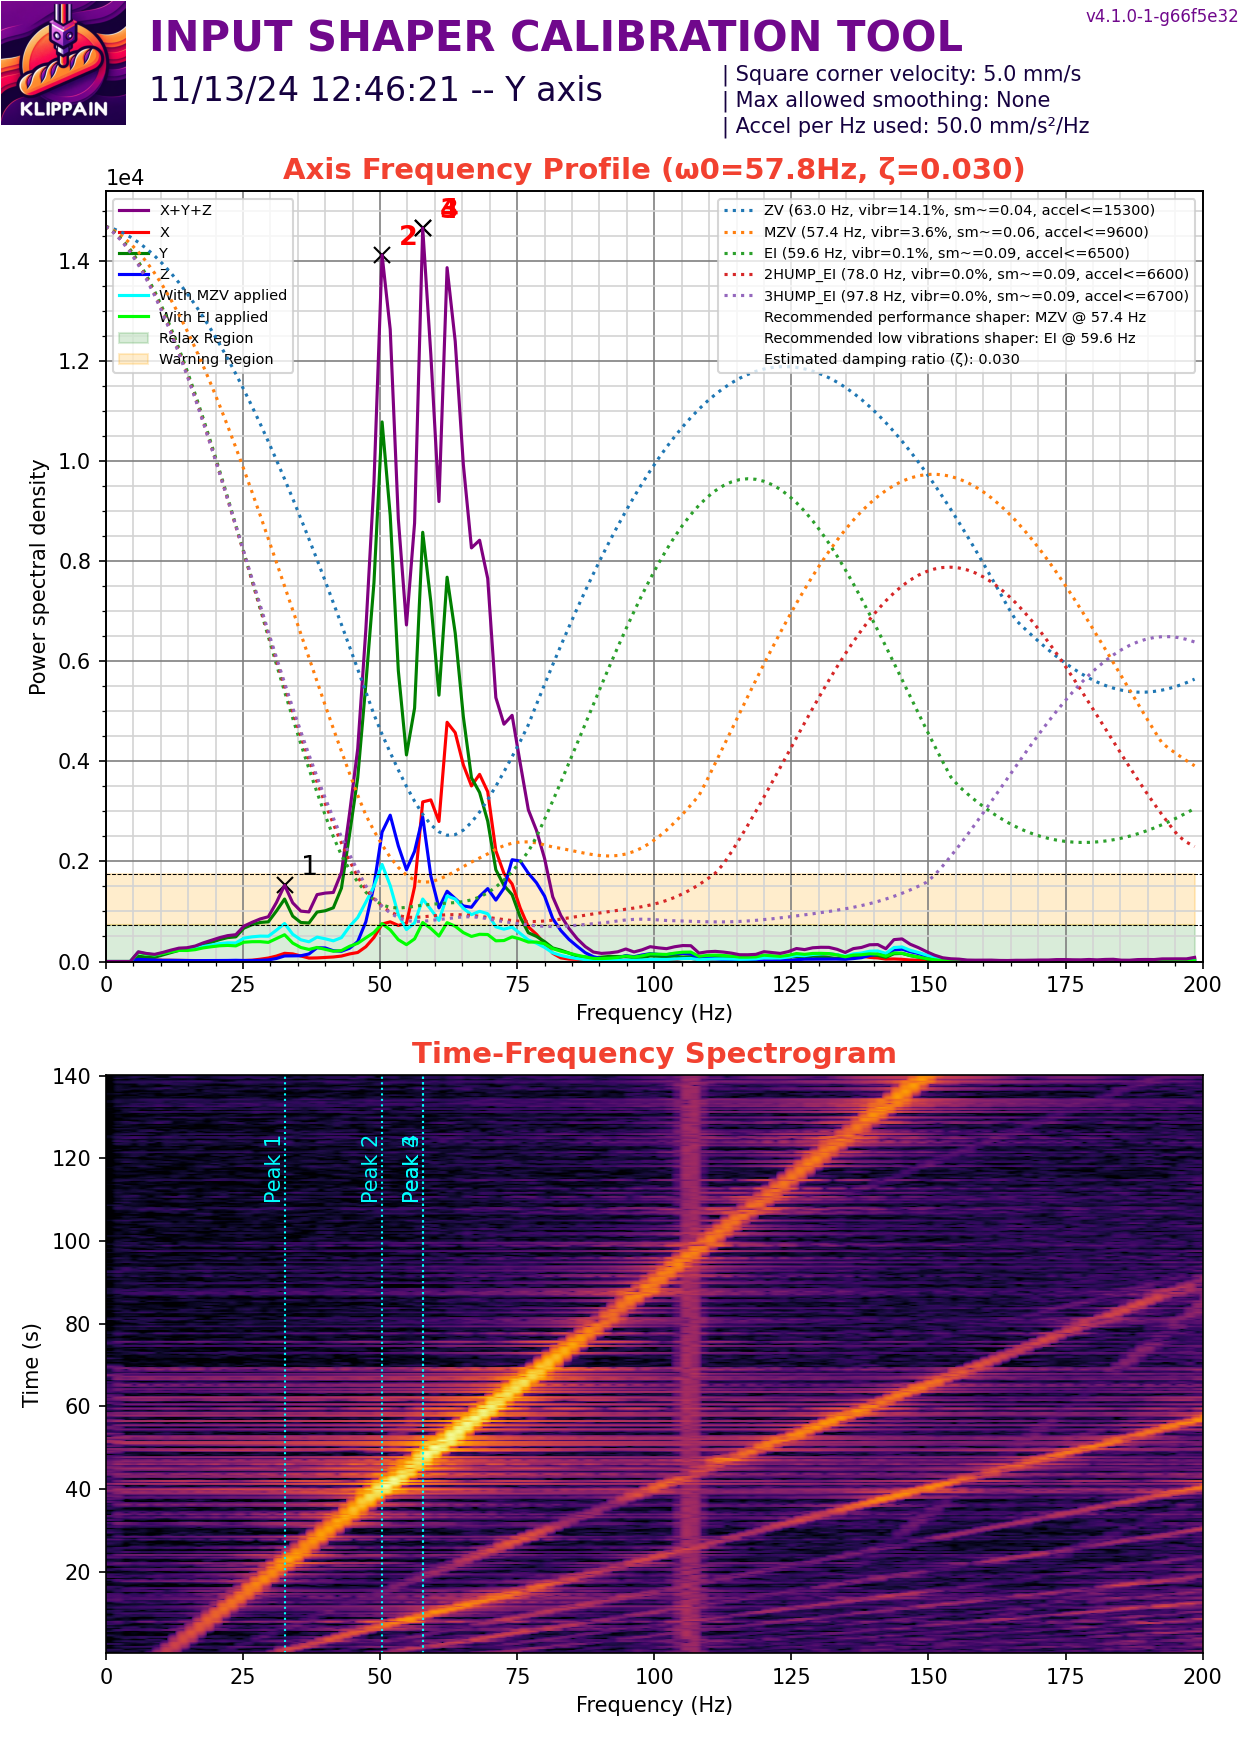 v4.1.0-1-g66f5e32
INPUT SHAPER CALIBRATION TOOL
11/13/24 12:46:21 -- Y axis
| Square corner velocity: 5.0 mm/s
| Max allowed smoothing: None
| Accel per Hz used: 50.0 mm/s²/Hz
KLIPPAIN
Axis Frequency Profile (ω0=57.8Hz, ζ=0.030)
1e4
X+Y+Z
X
Y
Z
With MZV applied
With EI applied
Relax Region
Warning Region
ZV (63.0 Hz, vibr=14.1%, sm~=0.04, accel<=15300)
MZV (57.4 Hz, vibr=3.6%, sm~=0.06, accel<=9600)
EI (59.6 Hz, vibr=0.1%, sm~=0.09, accel<=6500)
2HUMP_EI (78.0 Hz, vibr=0.0%, sm~=0.09, accel<=6600)
3HUMP_EI (97.8 Hz, vibr=0.0%, sm~=0.09, accel<=6700)
Recommended performance shaper: MZV @ 57.4 Hz
Recommended low vibrations shaper: EI @ 59.6 Hz
Estimated damping ratio (ζ): 0.030
2
1
Power spectral density
1.4
1.2
1.0
0.8
0.6
0.4
0.2
0.0
0 25 50 75 100 125 150 175 200
Frequency (Hz)
Time-Frequency Spectrogram
Time (s)
140
120
100
80
60
40
20
Peak 1
Peak 2
Peak
0 25 50 75 100 125 150 175 200
Frequency (Hz)